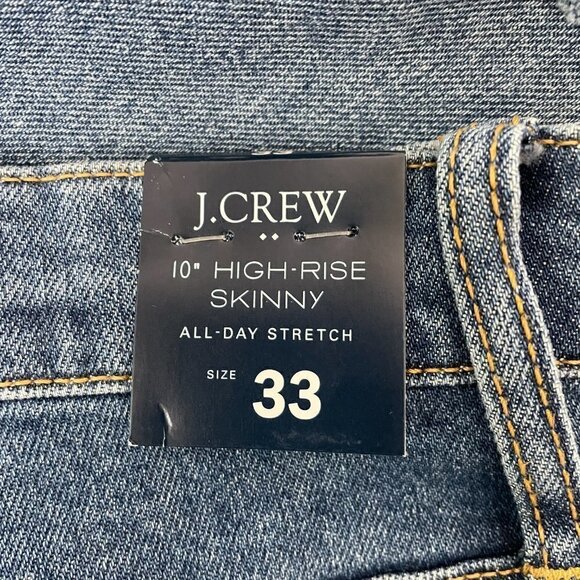 J.CREW
10" HIGH-RISE
SKINNY
ALL-DAY STRETCH
SIZE 33